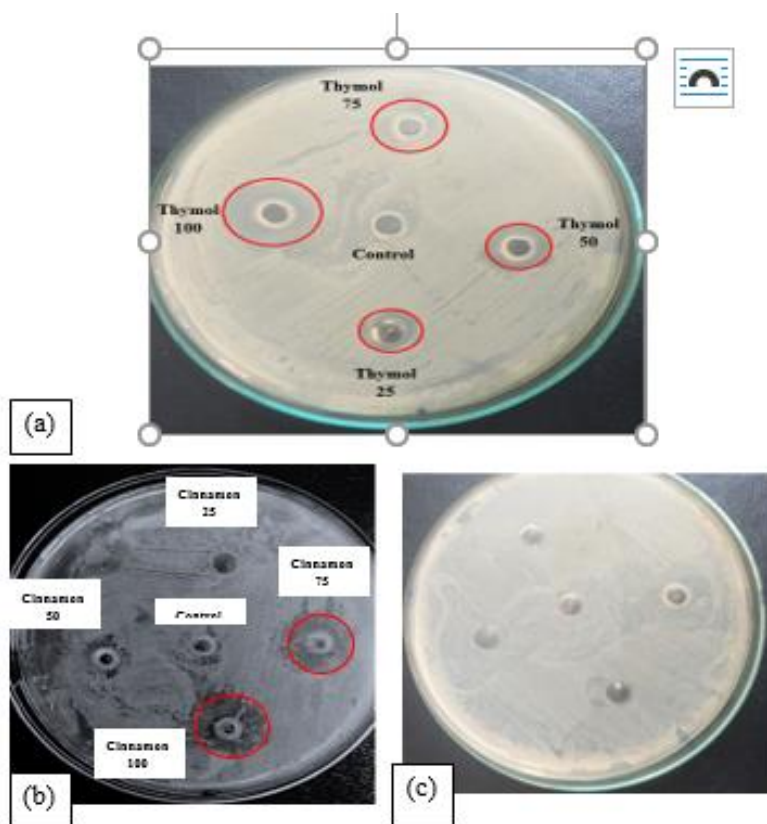 Thymol
75
Thymol
100
Control
Thymol
50
Thymol
25
(a)
Cinnamon
25
Cinnamon
75
Cinnamon
50
Control
Cinnamon
100
(b)
(c)